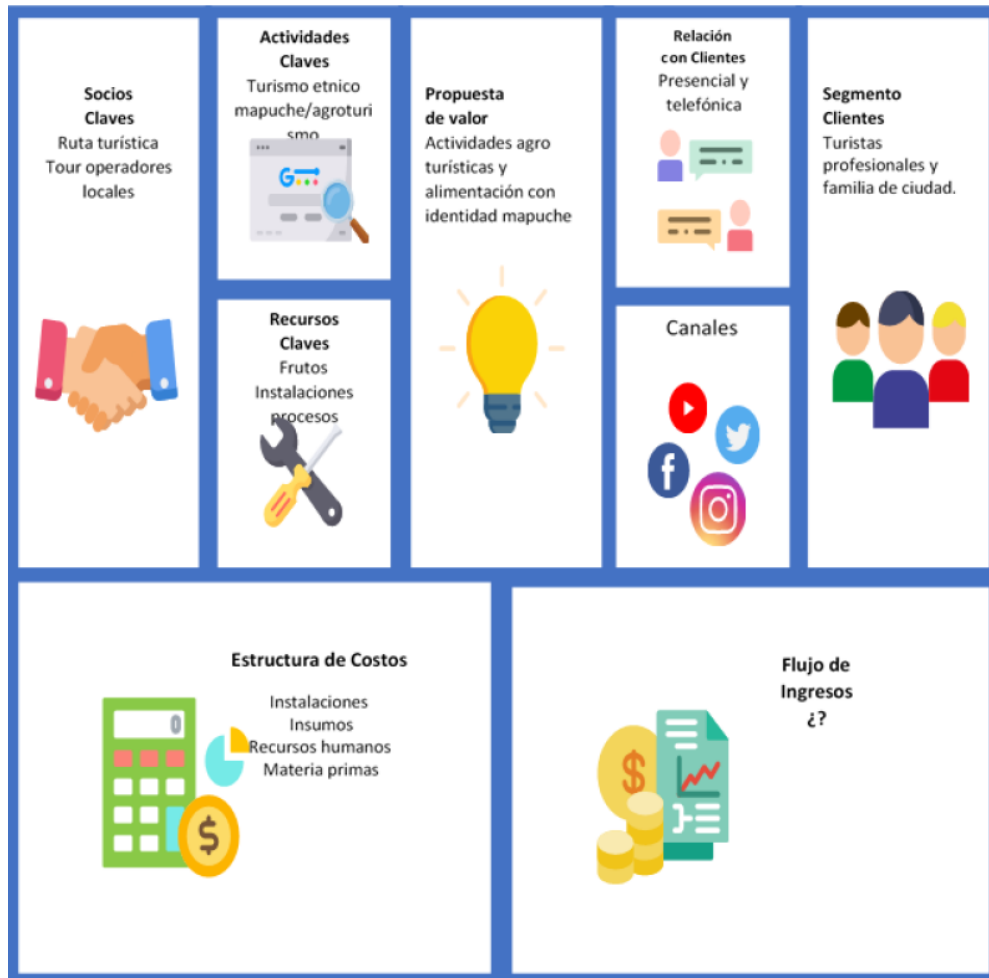 Socios
Claves
Ruta turística
Tour operadores
locales
Actividades
Claves
Turismo etnico
mapuche/agroturi
smo
G
Recursos
Claves
Frutos
Instalaciones
procesos
Propuesta
de valor
Actividades agro
turísticas y
alimentación con
identidad mapuche
Relación
con Clientes
Presencial y
telefónica
Canales
f
Segmento
Clientes
Turistas
profesionales y
familia de ciudad.
Estructura de Costos
Instalaciones
Insumos
Recursos humanos
Materia primas
0
$
Flujo de
Ingresos
¿?
$